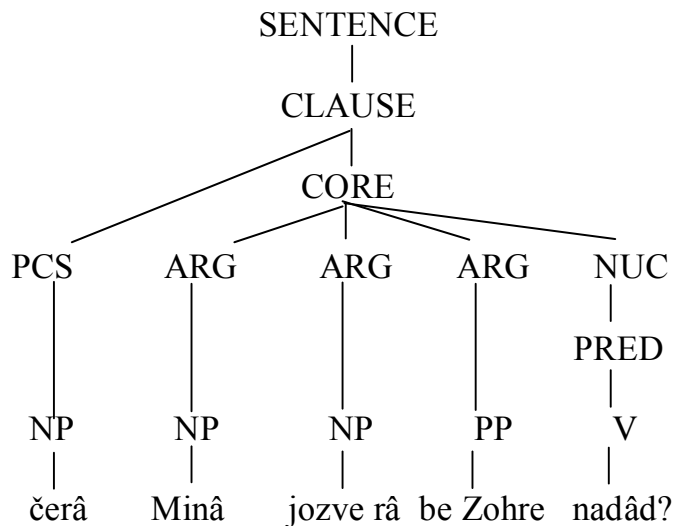 SENTENCE
CLAUSE
CORE
PCS ARG ARG ARG NUC
PRED
NP NP NP PP V
čerâ Minâ jozve râ be Zohre nadâd?